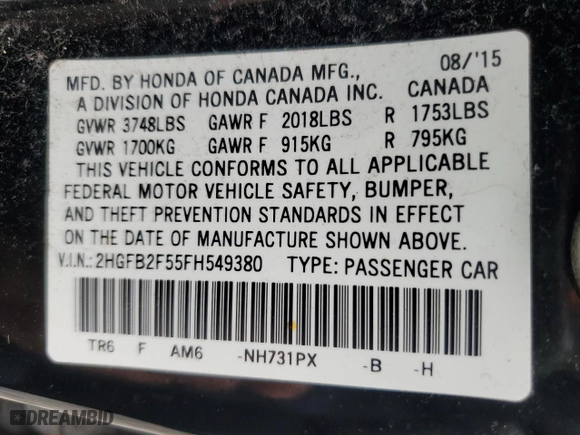 08/'15
MFD. BY HONDA OF CANADA MFG.,
A DIVISION OF HONDA CANADA INC. CANADA
GVWR 3748LBS GAWR F 2018LBS R 1753LBS
GVWR 1700KG GAWR F 915KG R 795KG
THIS VEHICLE CONFORMS TO ALL APPLICABLE
FEDERAL MOTOR VEHICLE SAFETY, BUMPER,
AND THEFT PREVENTION STANDARDS IN EFFECT
ON THE DATE OF MANUFACTURE SHOWN ABOVE.
V.I.N.: 2HGFB2F55FH549380 TYPE: PASSENGER CAR
TR6 F AM6 -NH731PX -B -H
DREAMBID